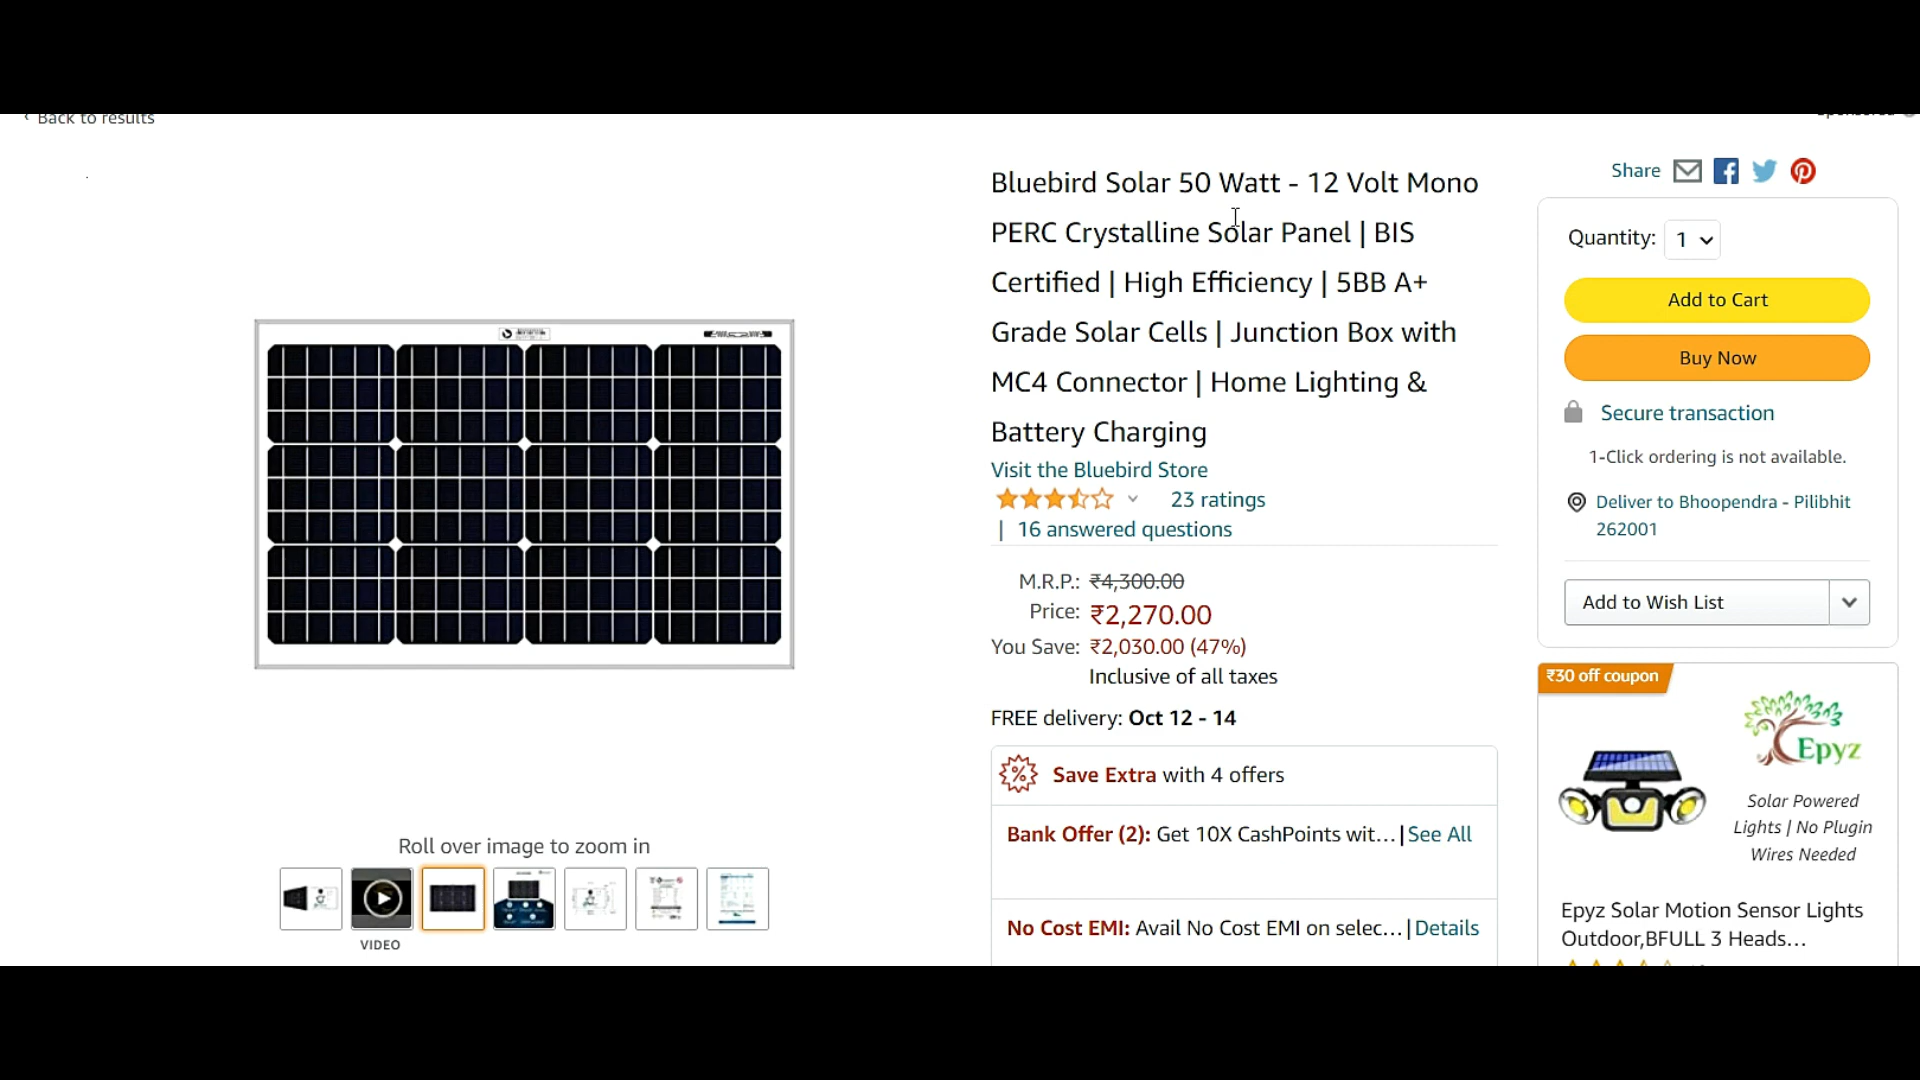 ‹ Back to results
Share
Bluebird Solar 50 Watt - 12 Volt Mono
PERC Crystalline Solar Panel | BIS
Certified | High Efficiency | 5BB A+
Grade Solar Cells | Junction Box with
MC4 Connector | Home Lighting &
Battery Charging
Visit the Bluebird Store
23 ratings
| 16 answered questions
M.R.P.: ₹4,300.00
Price: ₹2,270.00
You Save: ₹2,030.00 (47%)
Inclusive of all taxes
FREE delivery: Oct 12 - 14
Save Extra with 4 offers
Bank Offer (2): Get 10X CashPoints wit... | See All
No Cost EMI: Avail No Cost EMI on selec... | Details
Roll over image to zoom in
VIDEO
Quantity: 1
Add to Cart
Buy Now
Secure transaction
1-Click ordering is not available.
Deliver to Bhoopendra - Pilibhit
262001
Add to Wish List
₹30 off coupon
Epyz
Solar Powered
Lights | No Plugin
Wires Needed
Epyz Solar Motion Sensor Lights
Outdoor,BFULL 3 Heads...